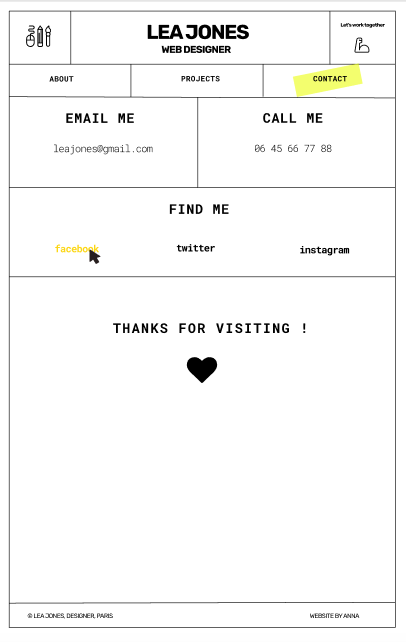 LEA JONES
WEB DESIGNER
Let's work together
ABOUT
PROJECTS
CONTACT
EMAIL ME
leajones@gmail.com
CALL ME
06 45 66 77 88
FIND ME
facebook
twitter
instagram
THANKS FOR VISITING !
© LEA JONES, DESIGNER, PARIS
WEBSITE BY ANNA